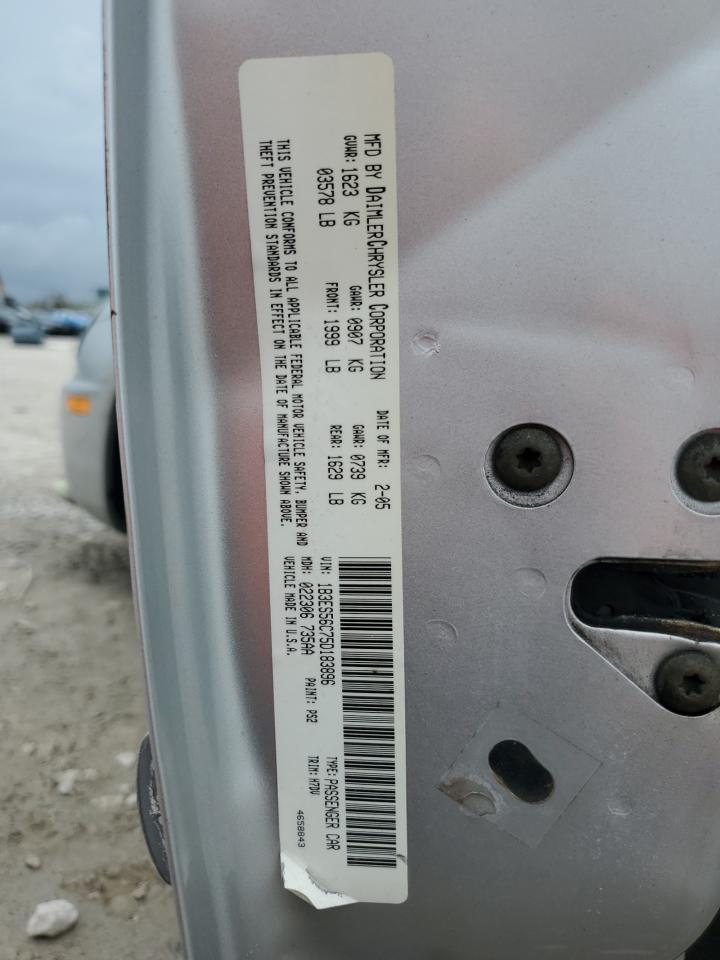 MFD BY DAIMLERCHRYSLER CORPORATION DATE OF MFR: 2-05
GVWR: 1623 KG GAWR: 0907 KG GAWR: 0739 KG
03578 LB FRONT: 1999 LB REAR: 1629 LB
THIS VEHICLE CONFORMS TO ALL APPLICABLE FEDERAL MOTOR VEHICLE SAFETY, BUMPER AND
THEFT PREVENTION STANDARDS IN EFFECT ON THE DATE OF MANUFACTURE SHOWN ABOVE.
VIN: 1B3ES56C75D183896 TYPE: PASSENGER CAR
MDH: 022306 735AA PAINT: PS2 TRIM: H7DV
VEHICLE MADE IN U.S.A.
4658843